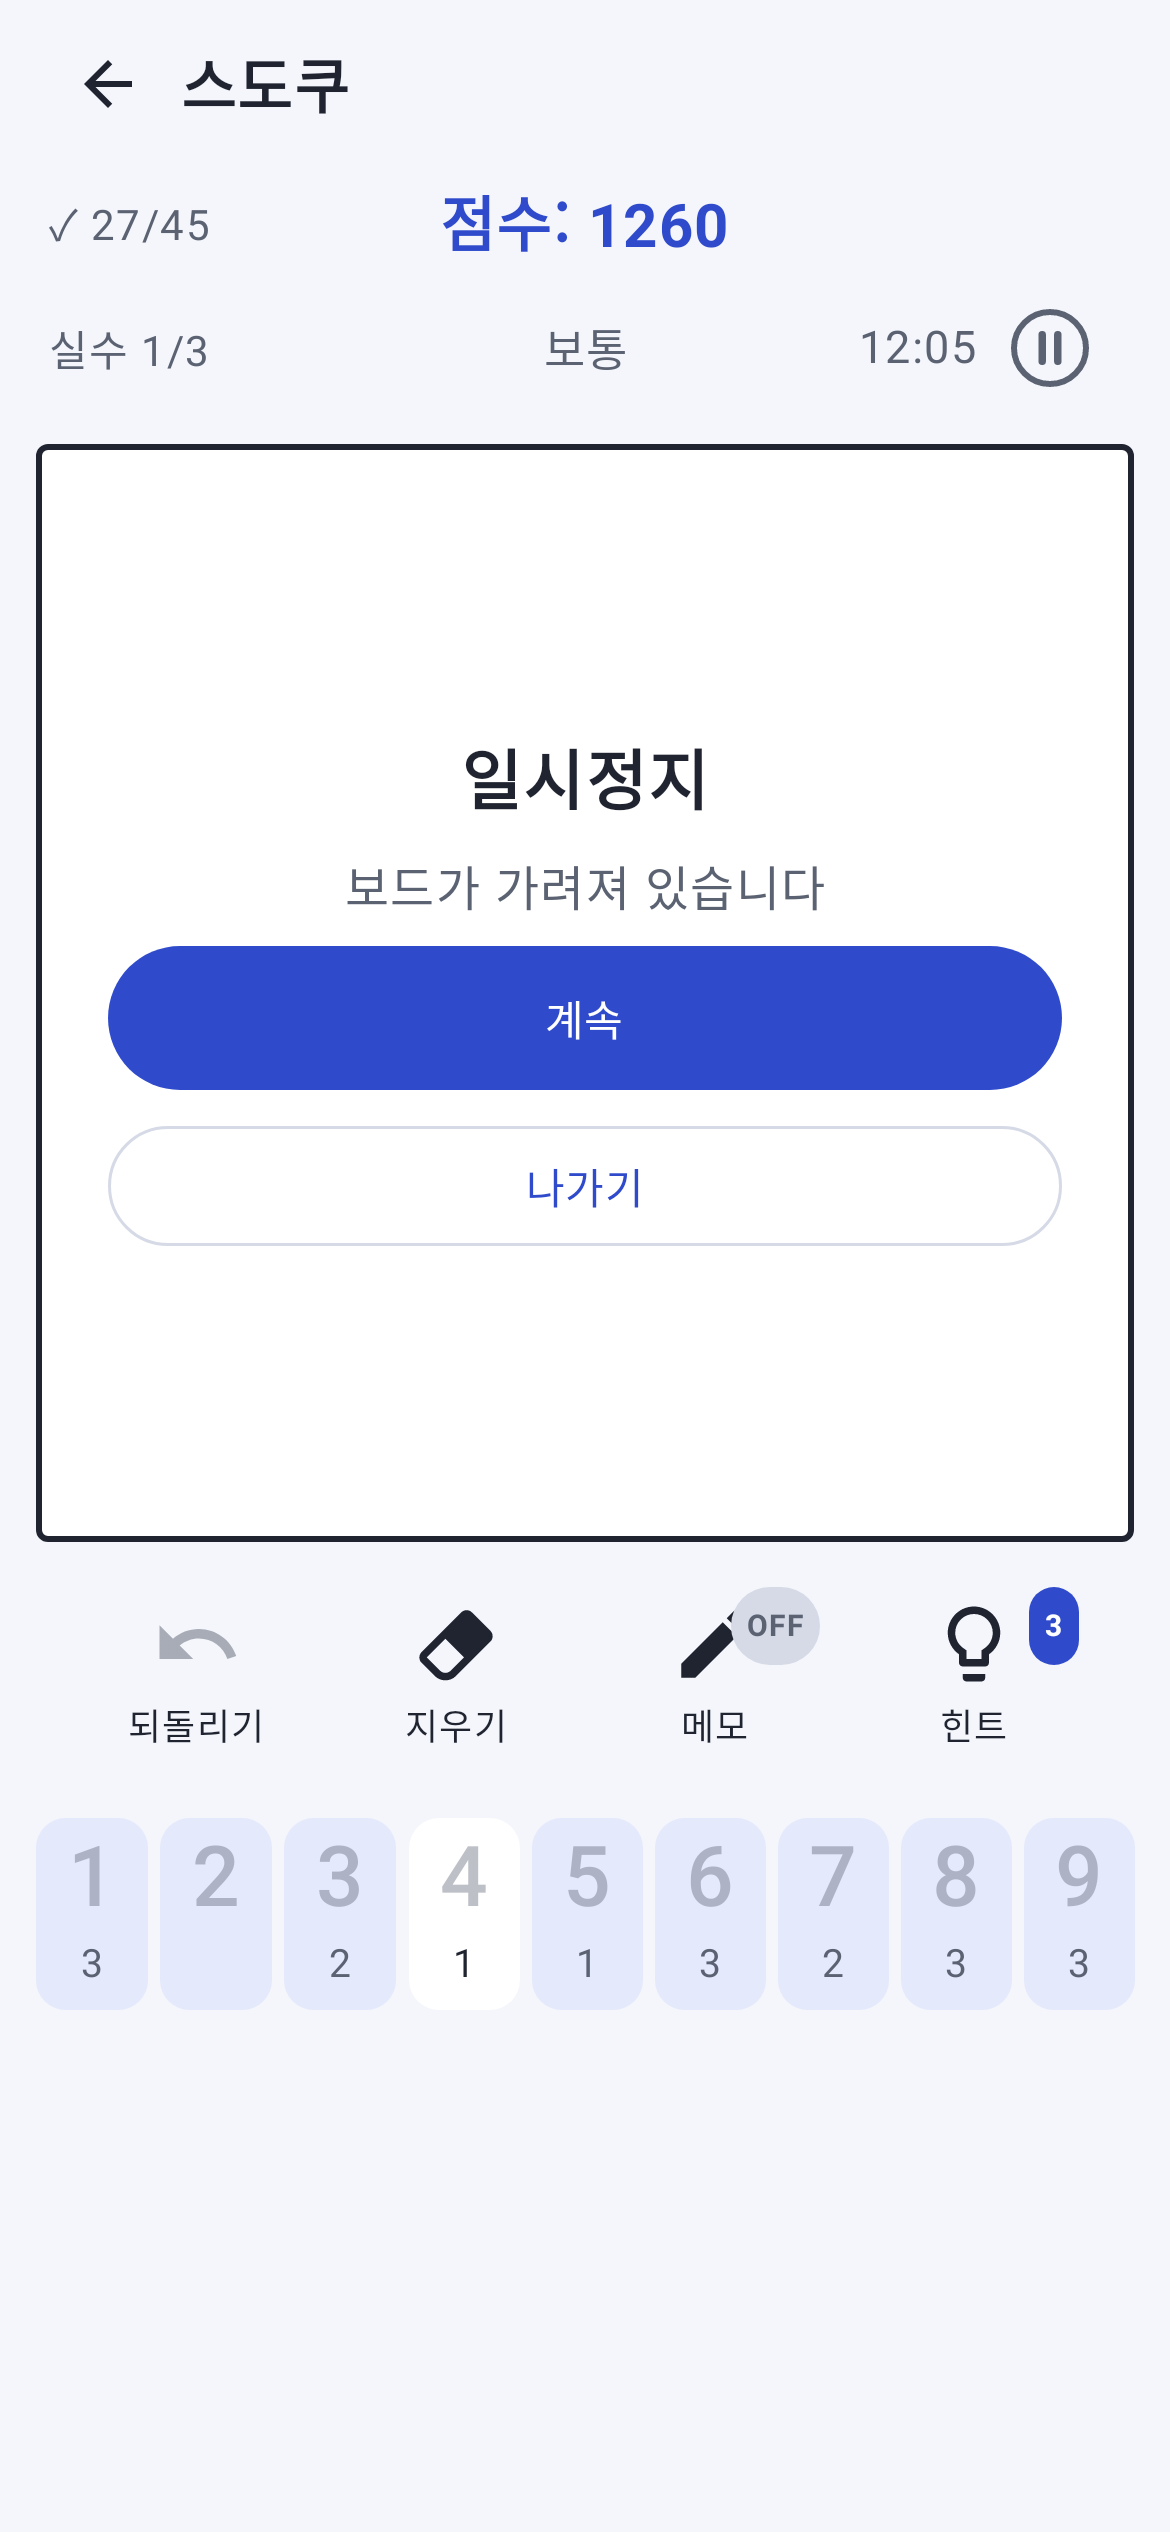 스도쿠
✓ 27/45
점수: 1260
실수 1/3
보통
12:05
일시정지
보드가 가려져 있습니다
계속
나가기
OFF
3
되돌리기 지우기 메모 힌트
1 2 3 4 5 6 7 8 9
3 2 1 1 3 2 3 3